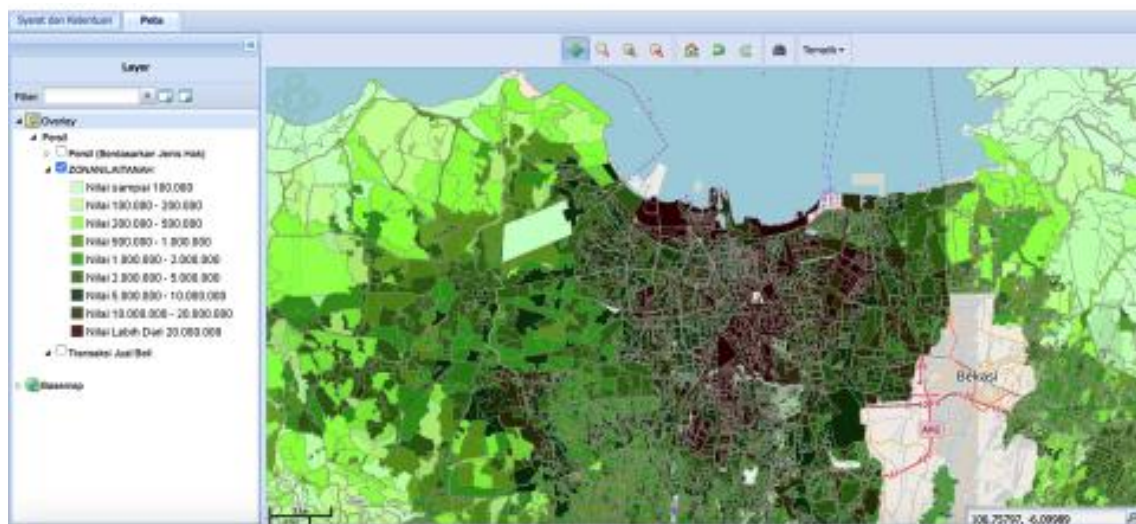 Syarat dan Ketentuan Peta
Layer
Tematik
Filter:
Overlay
Persil
Persil (Berdasarkan Jenis Hak)
ZONANILAITANAH
Nilai sampai 100.000
Nilai 100.000 - 200.000
Nilai 200.000 - 500.000
Nilai 500.000 - 1.000.000
Nilai 1.000.000 - 2.000.000
Nilai 2.000.000 - 5.000.000
Nilai 5.000.000 - 10.000.000
Nilai 10.000.000 - 20.000.000
Nilai Lebih Dari 20.000.000
Transaksi Jual Beli
Basemap
Bekasi
106.75797, -6.09989